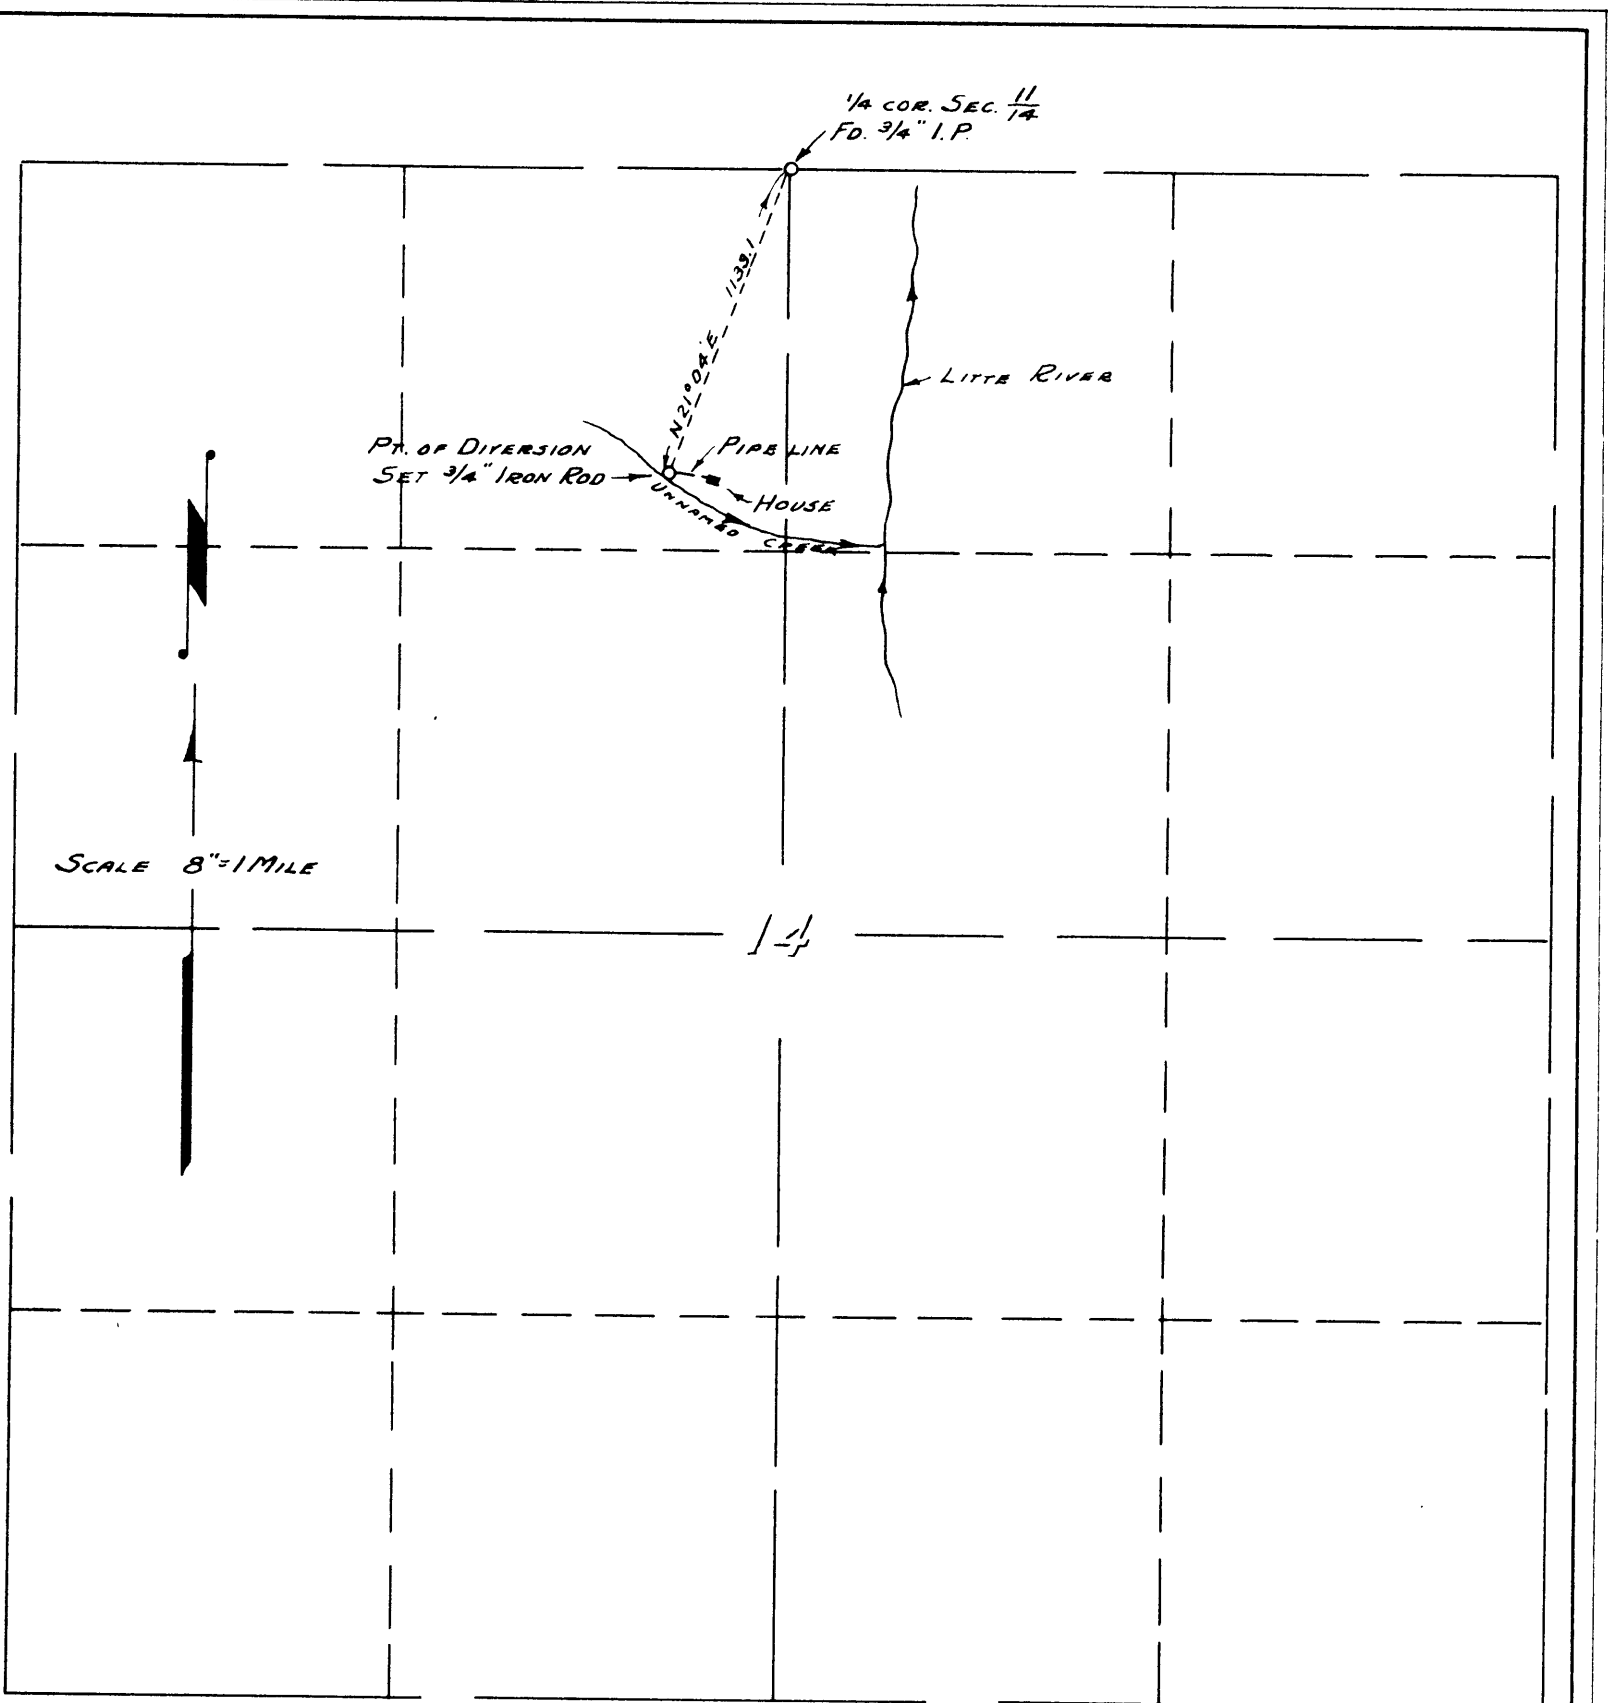 1/4 COR. SEC. 11/14
FD. 3/4" I.P.
1139.1
N21°04'E
LITTE RIVER
PT. OF DIVERSION
SET 3/4" IRON ROD
PIPE LINE
HOUSE
UNNAMED CREEK
SCALE 8"=1 MILE
14